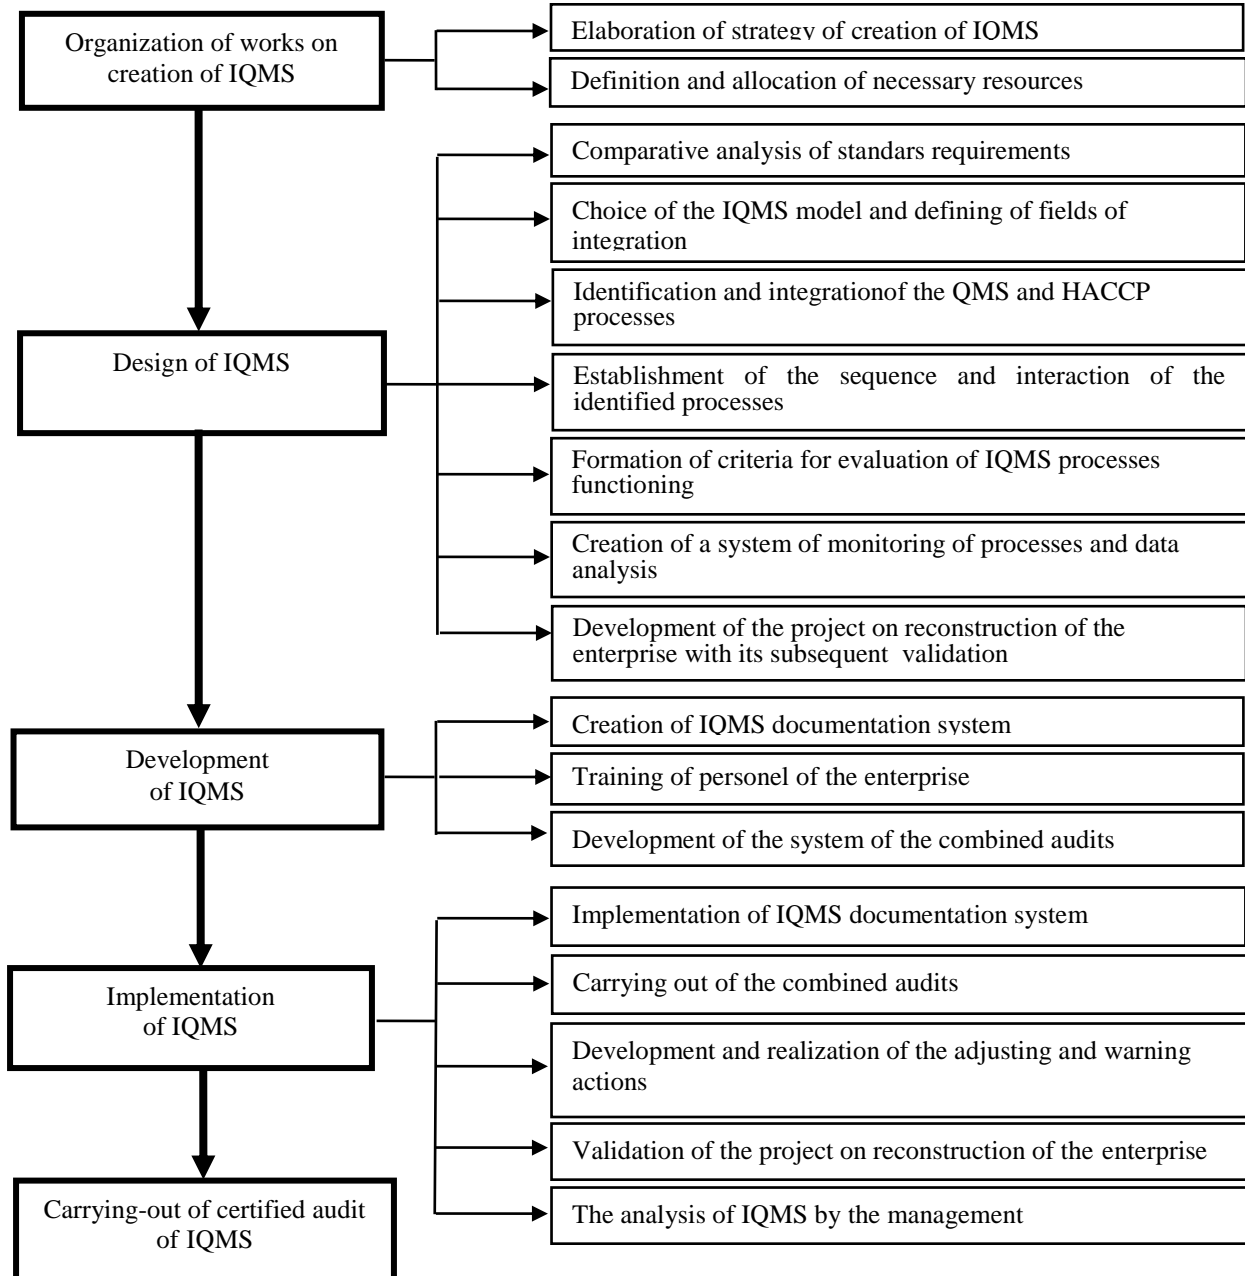 Organization of works on
creation of IQMS
Elaboration of strategy of creation of IQMS
Definition and allocation of necessary resources
Comparative analysis of standars requirements
Choice of the IQMS model and defining of fields of
integration
Identification and integrationof the QMS and HACCP
processes
Design of IQMS
Establishment of the sequence and interaction of the
identified processes
Formation of criteria for evaluation of IQMS processes
functioning
Creation of a system of monitoring of processes and data
analysis
Development of the project on reconstruction of the
enterprise with its subsequent validation
Development
of IQMS
Creation of IQMS documentation system
Training of personel of the enterprise
Development of the system of the combined audits
Implementation
of IQMS
Implementation of IQMS documentation system
Carrying out of the combined audits
Development and realization of the adjusting and warning
actions
Validation of the project on reconstruction of the enterprise
The analysis of IQMS by the management
Carrying-out of certified audit
of IQMS